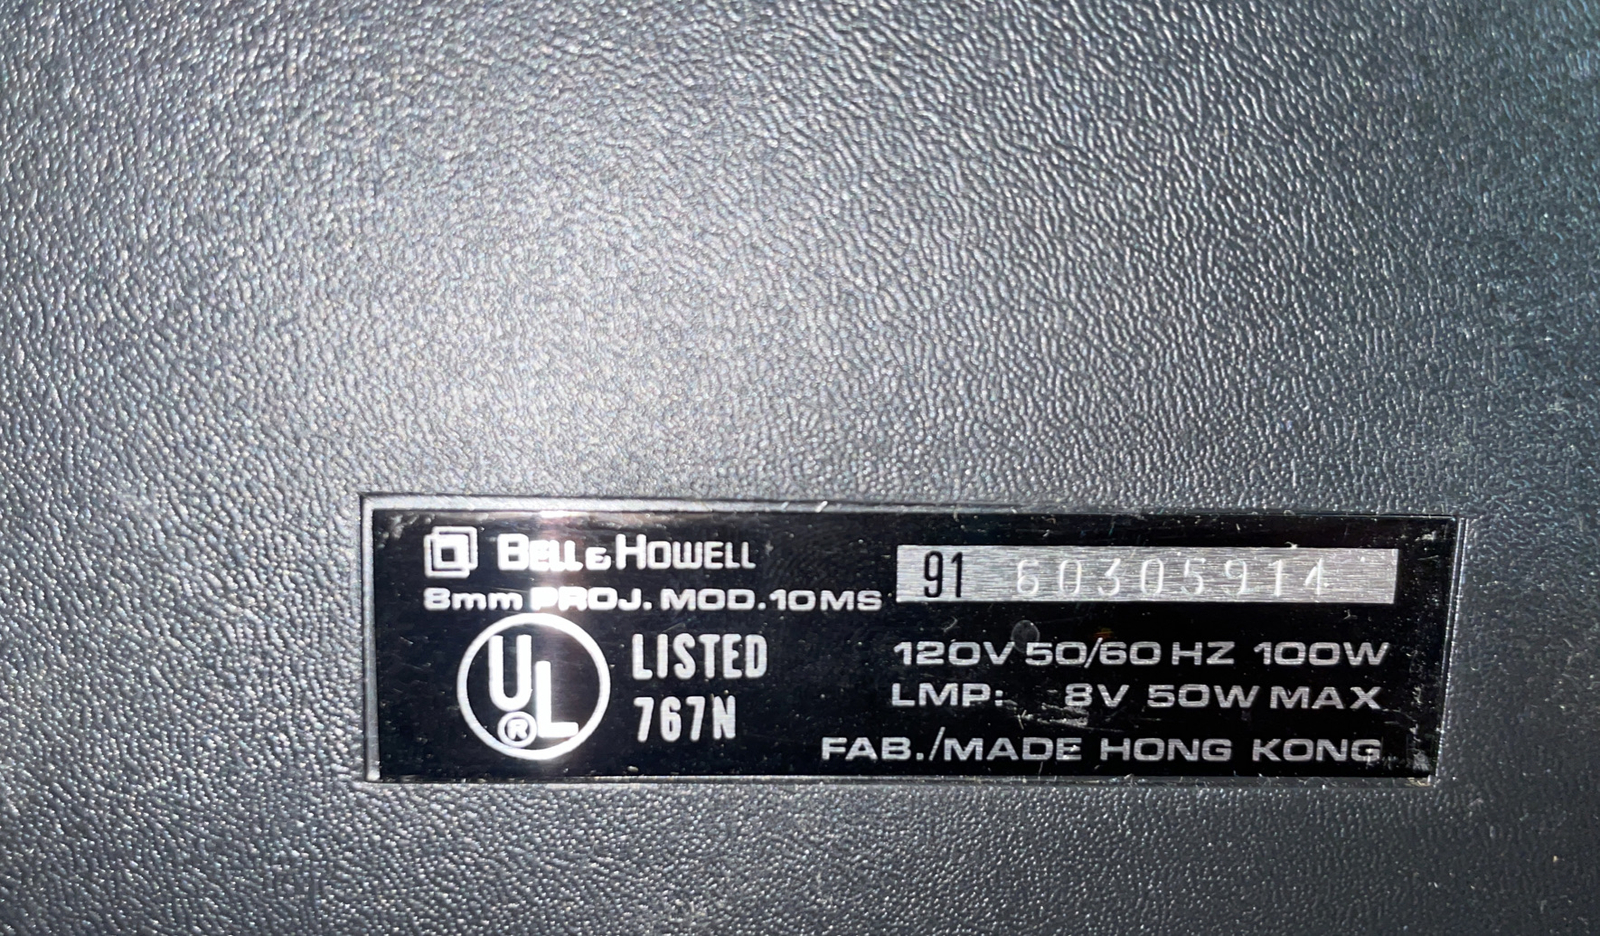 BELL & HOWELL
8mm PROJ. MOD. 10MS
91 60305914
UL ®
LISTED
767N
120V 50/60 HZ 100W
LMP: 8V 50W MAX
FAB./MADE HONG KONG